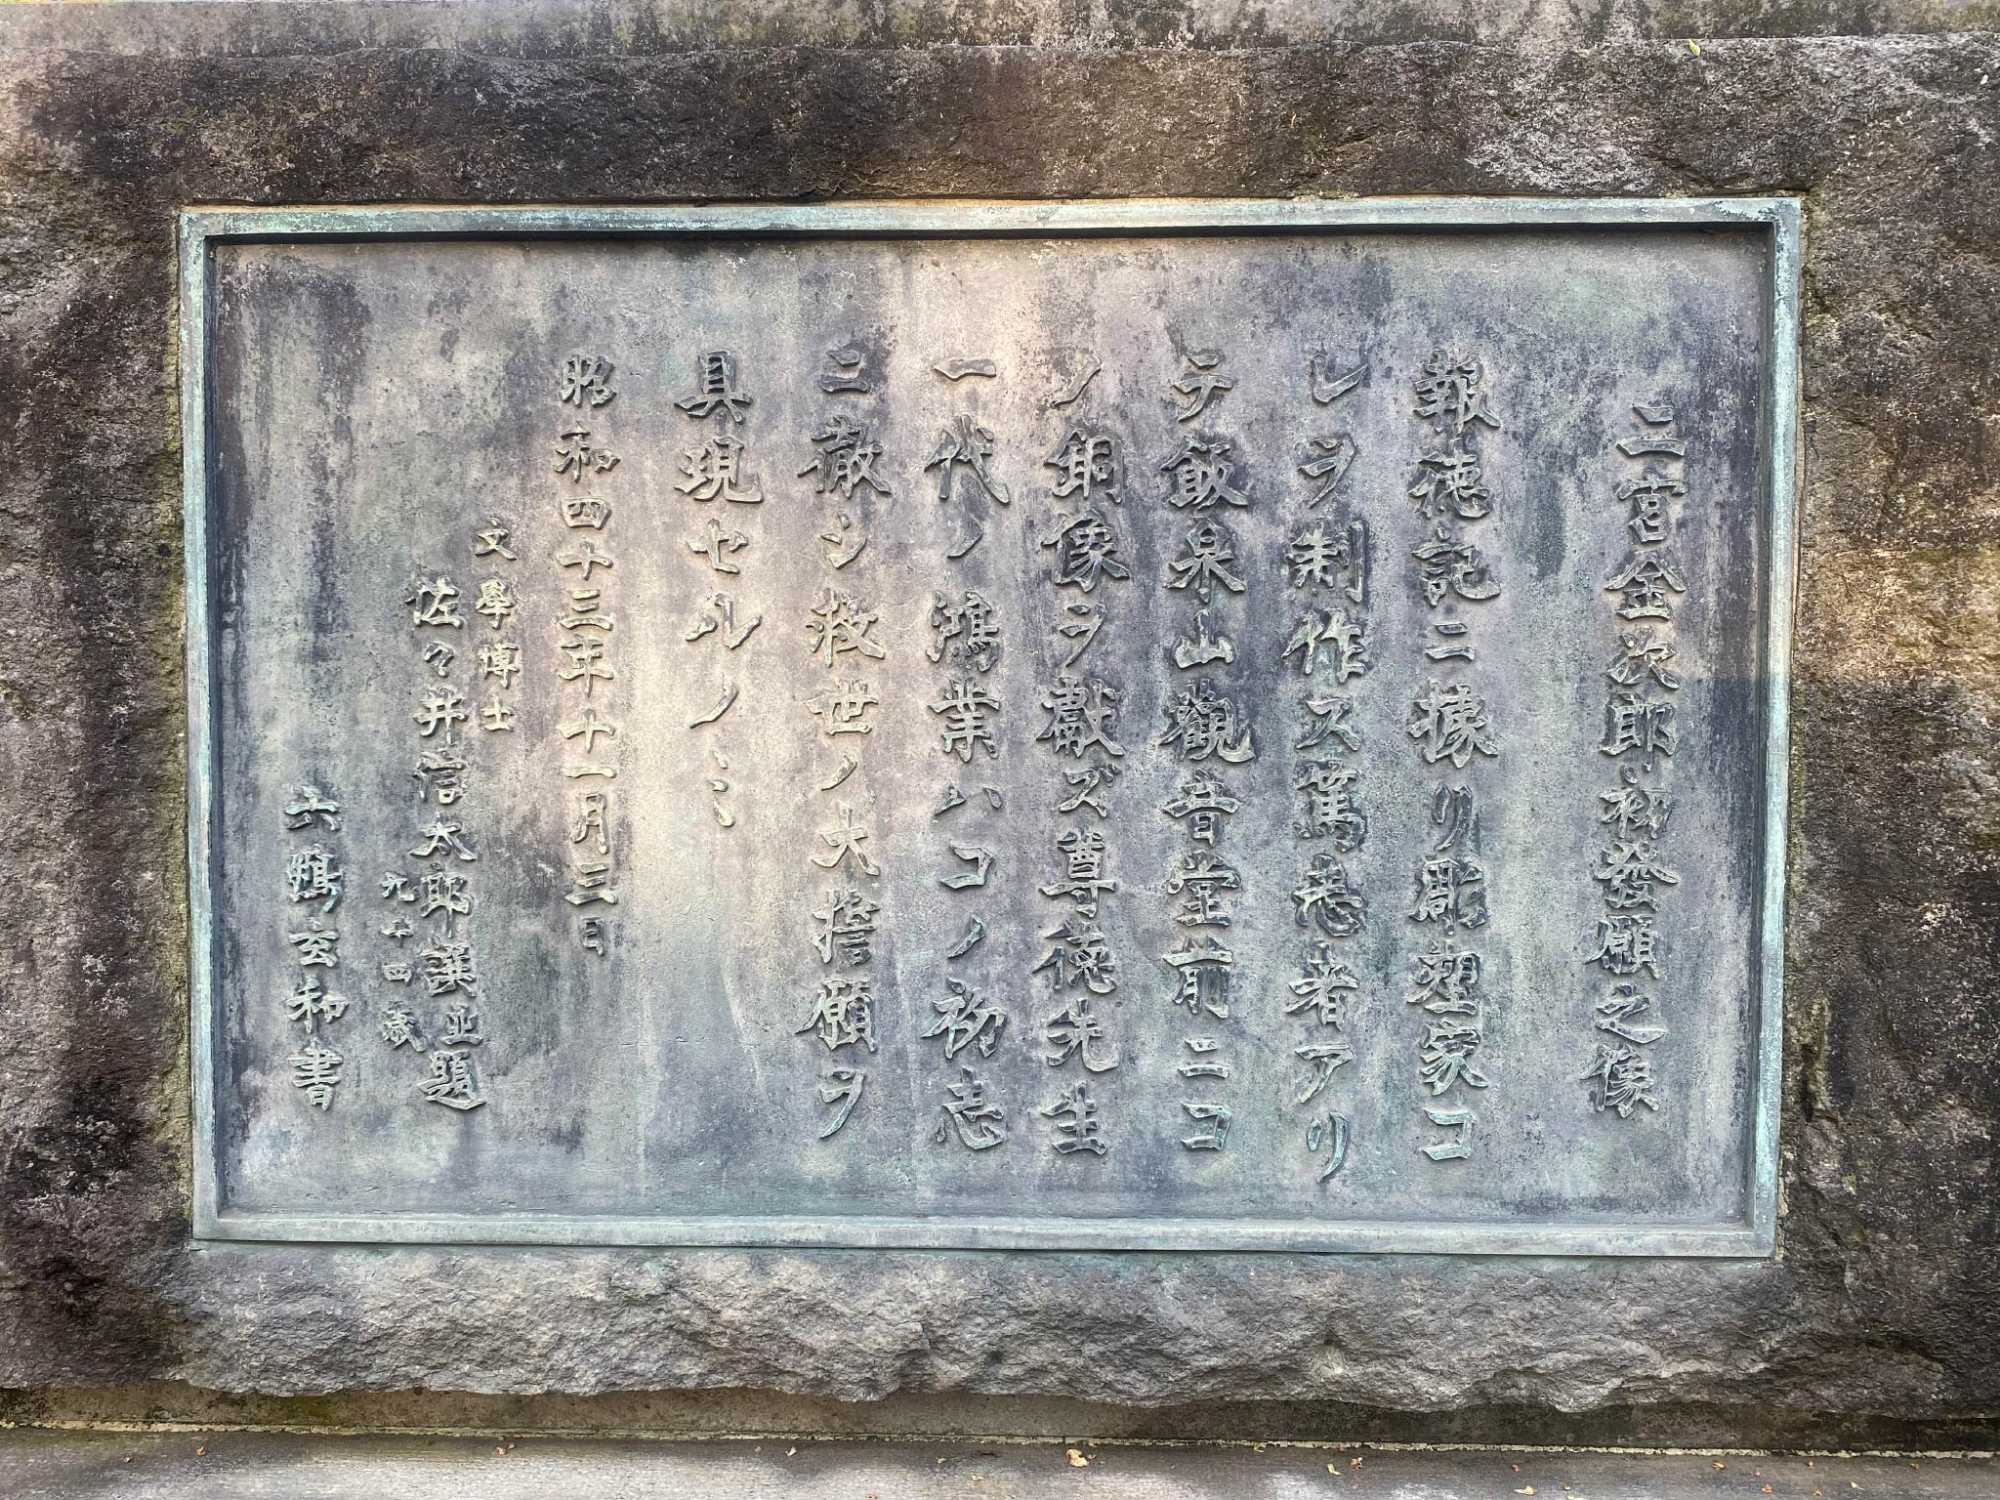 二宮金次郎初發願之像
報徳記ニ據リ彫塑家コ
レヲ制作ス篤志者アリ
テ飯泉山觀音堂前ニコ
ノ銅像ヲ獻ズ尊徳先生
一代ノ鴻業ハコノ初志
ニ徹シ救世ノ大擔願ヲ
具現セルノミ
昭和四十三年十一月三日
文學博士
佐々井信太郎譔並題
九十四歳
六鵰玄和書